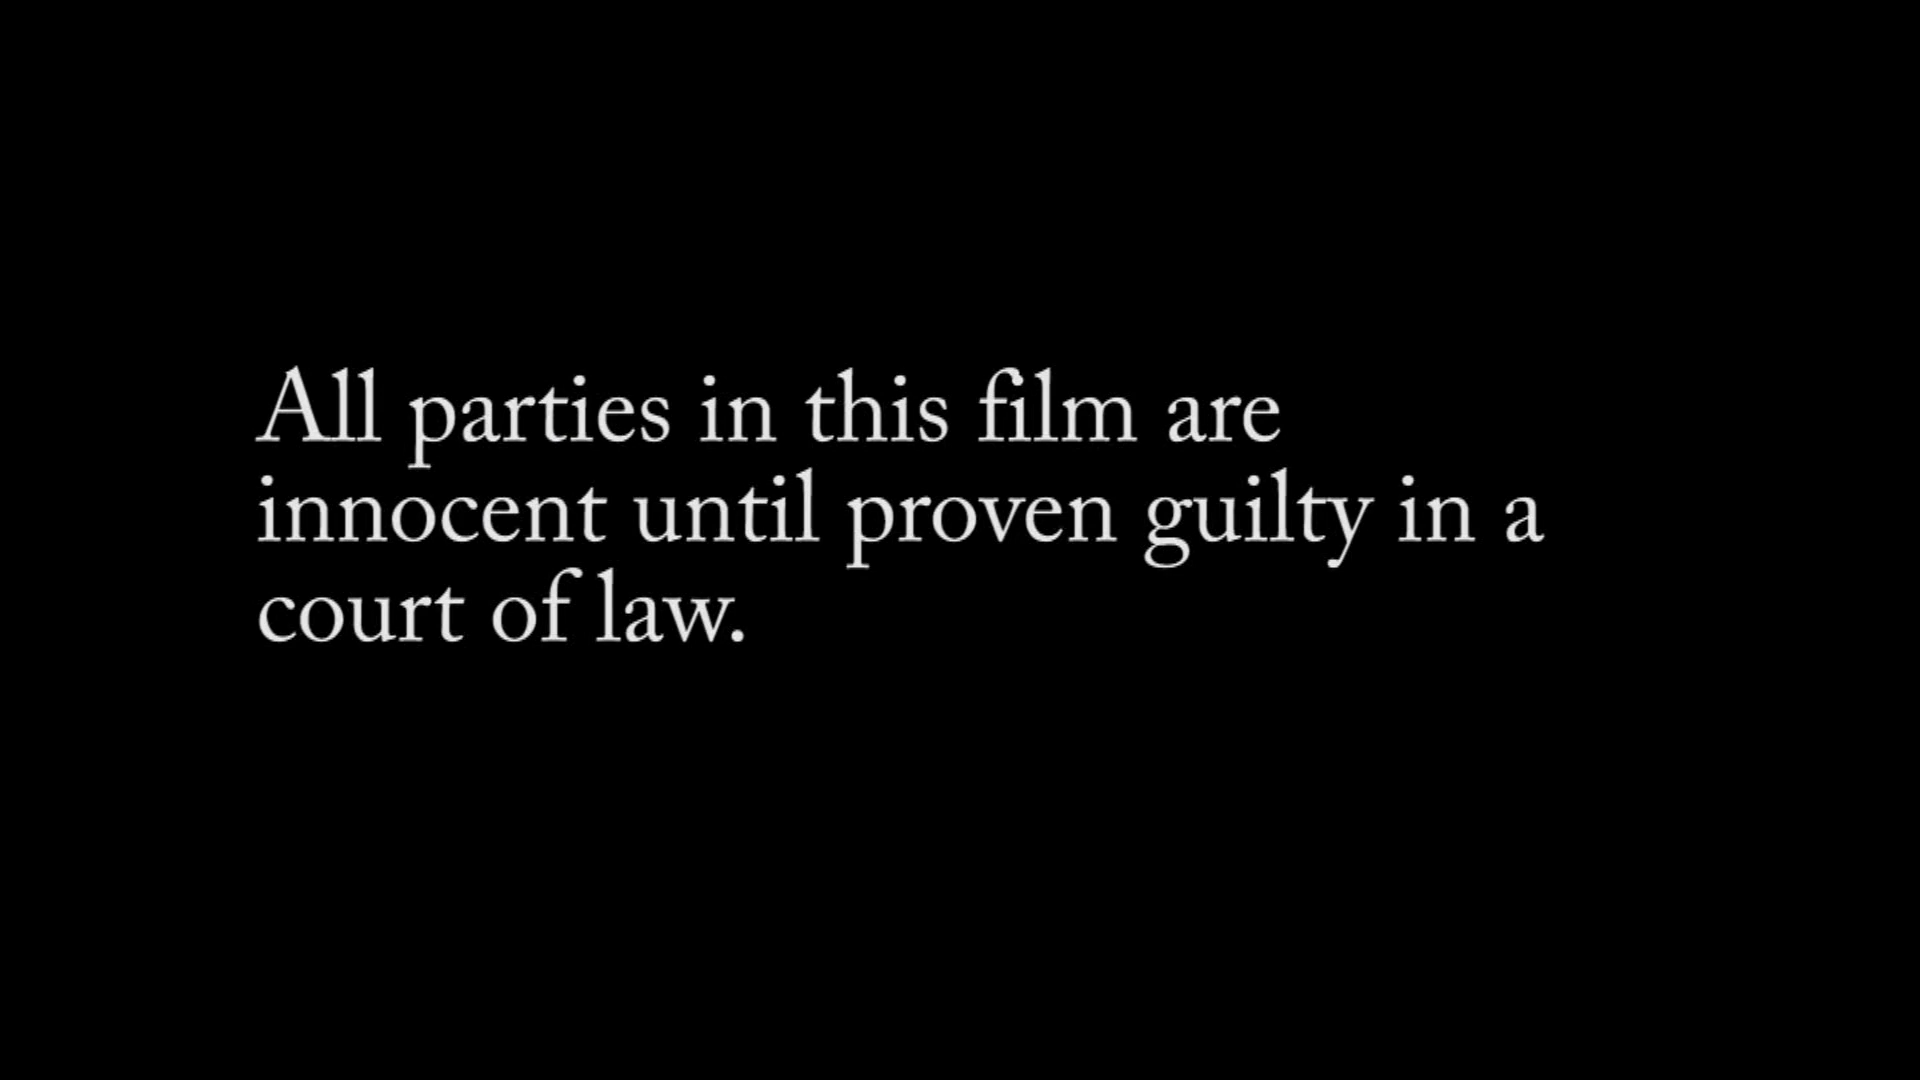 All parties in this film are
innocent until proven guilty in a
court of law.